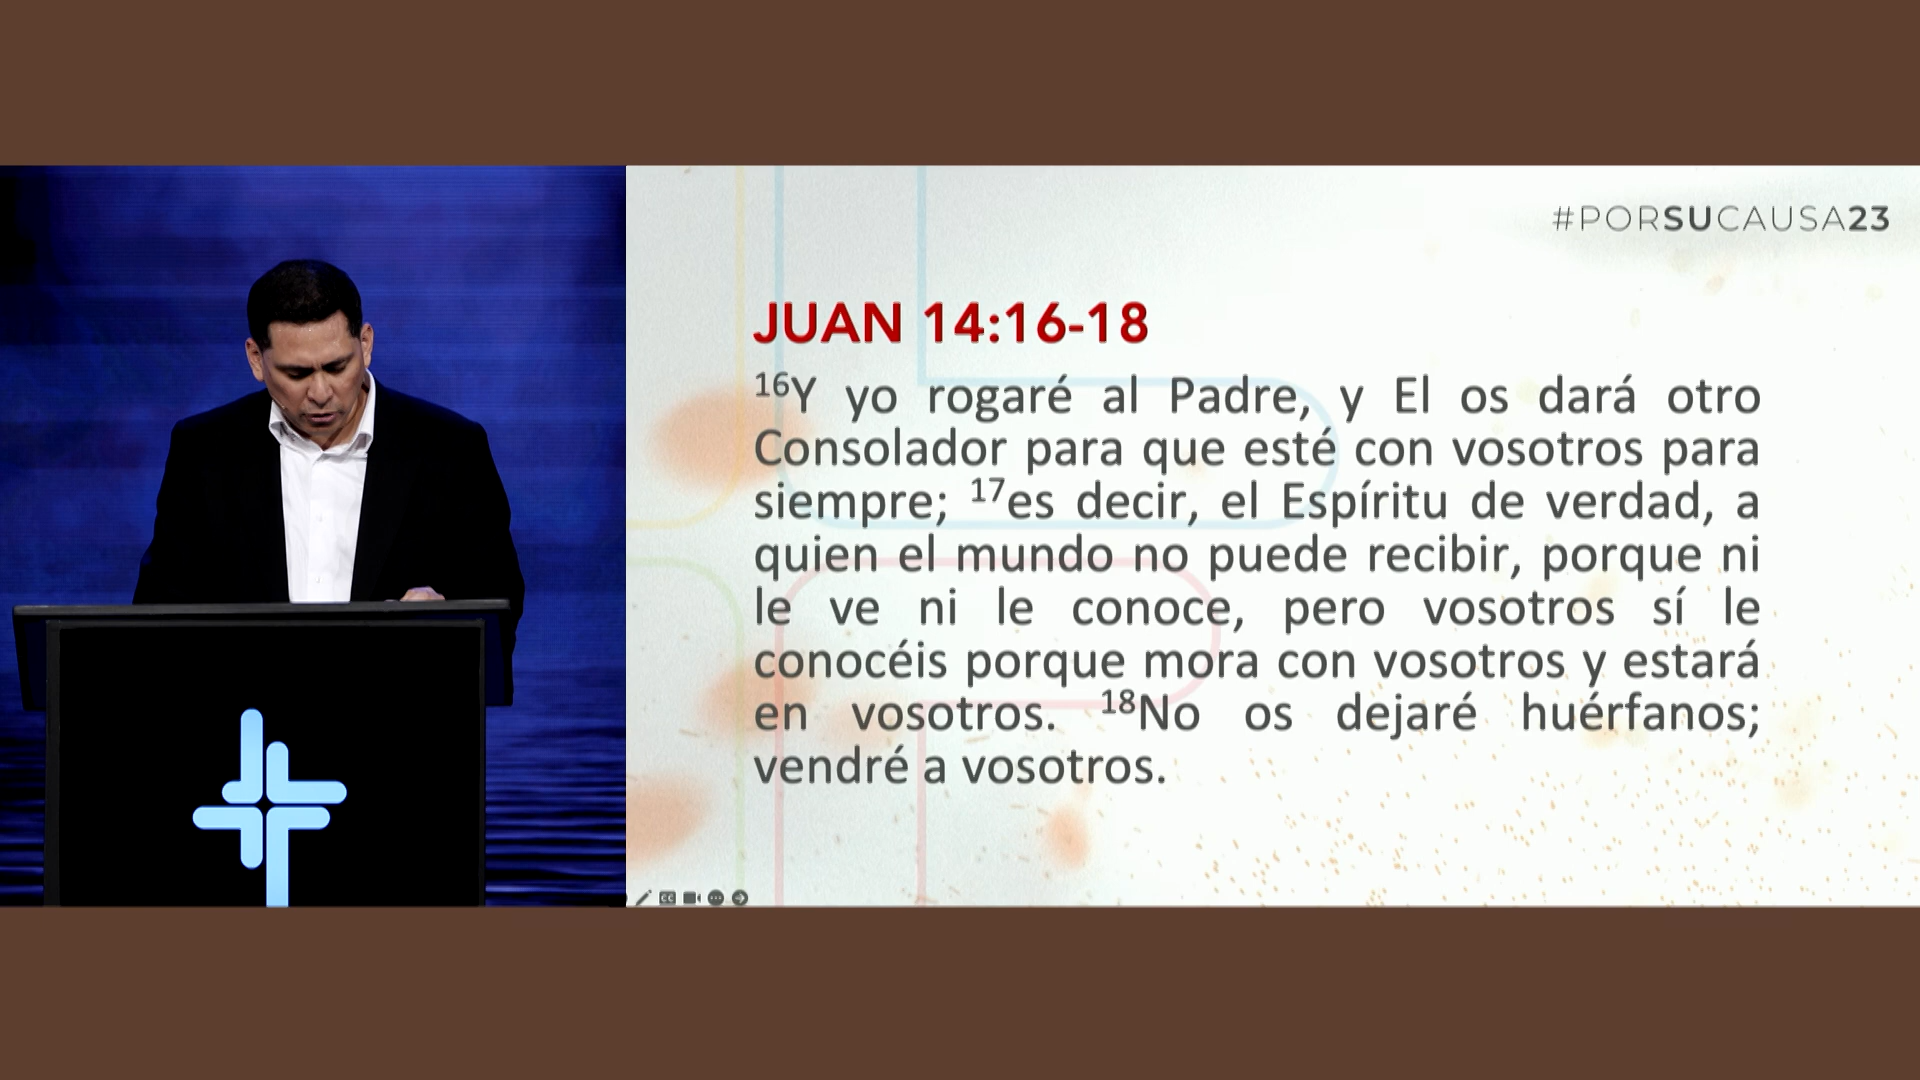 #PORSUCAUSA23
JUAN 14:16-18
16Y yo rogaré al Padre, y El os dará otro
Consolador para que esté con vosotros para
siempre; 17es decir, el Espíritu de verdad, a
quien el mundo no puede recibir, porque ni
le ve ni le conoce, pero vosotros sí le
conocéis porque mora con vosotros y estará
en vosotros. 18No os dejaré huérfanos;
vendré a vosotros.
CC